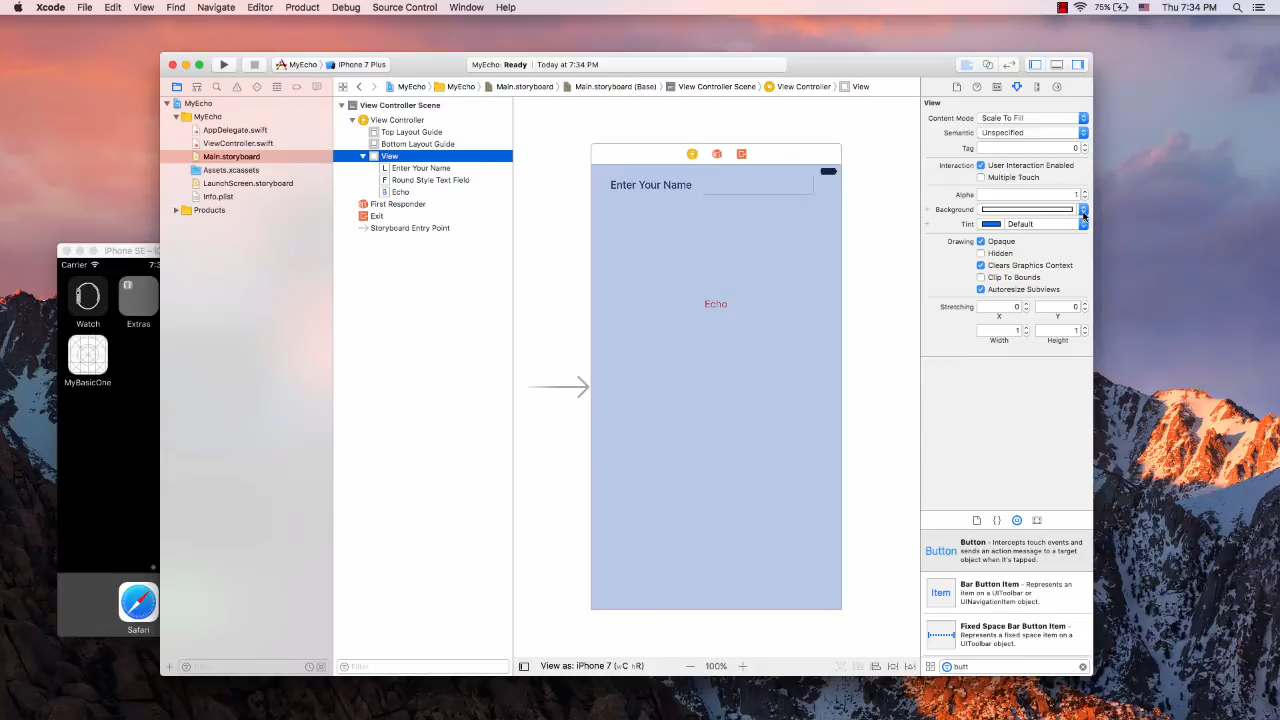 Xcode File Edit View Find Navigate Editor Product Debug Source Control Window Help 75% Thu 7:34 PM
MyEcho iPhone 7 Plus MyEcho: Ready Today at 7:34 PM
MyEcho MyEcho Main.storyboard Main.storyboard (Base) View Controller Scene View Controller View
MyEcho
MyEcho
AppDelegate.swift
ViewController.swift
Main.storyboard
Assets.xcassets
LaunchScreen.storyboard
Info.plist
Products
Filter
View Controller Scene
View Controller
Top Layout Guide
Bottom Layout Guide
View
L Enter Your Name
F Round Style Text Field
B Echo
First Responder
Exit
Storyboard Entry Point
Filter
iPhone SE – i
Carrier 7:3
Watch Extras
MyBasicOne
Safari
Enter Your Name
Echo
View as: iPhone 7 (wC hR) 100%
View
Content Mode Scale To Fill
Semantic Unspecified
Tag 0
Interaction User Interaction Enabled
Multiple Touch
Alpha 1
Background
Tint Default
Drawing Opaque
Hidden
Clears Graphics Context
Clip To Bounds
Autoresize Subviews
Stretching 0 0
X Y
1 1
Width Height
Button
Button - Intercepts touch events and
sends an action message to a target
object when it's tapped.
Item
Bar Button Item - Represents an
item on a UIToolbar or
UINavigationItem object.
Fixed Space Bar Button Item -
Represents a fixed space item on a
UIToolbar object.
butt